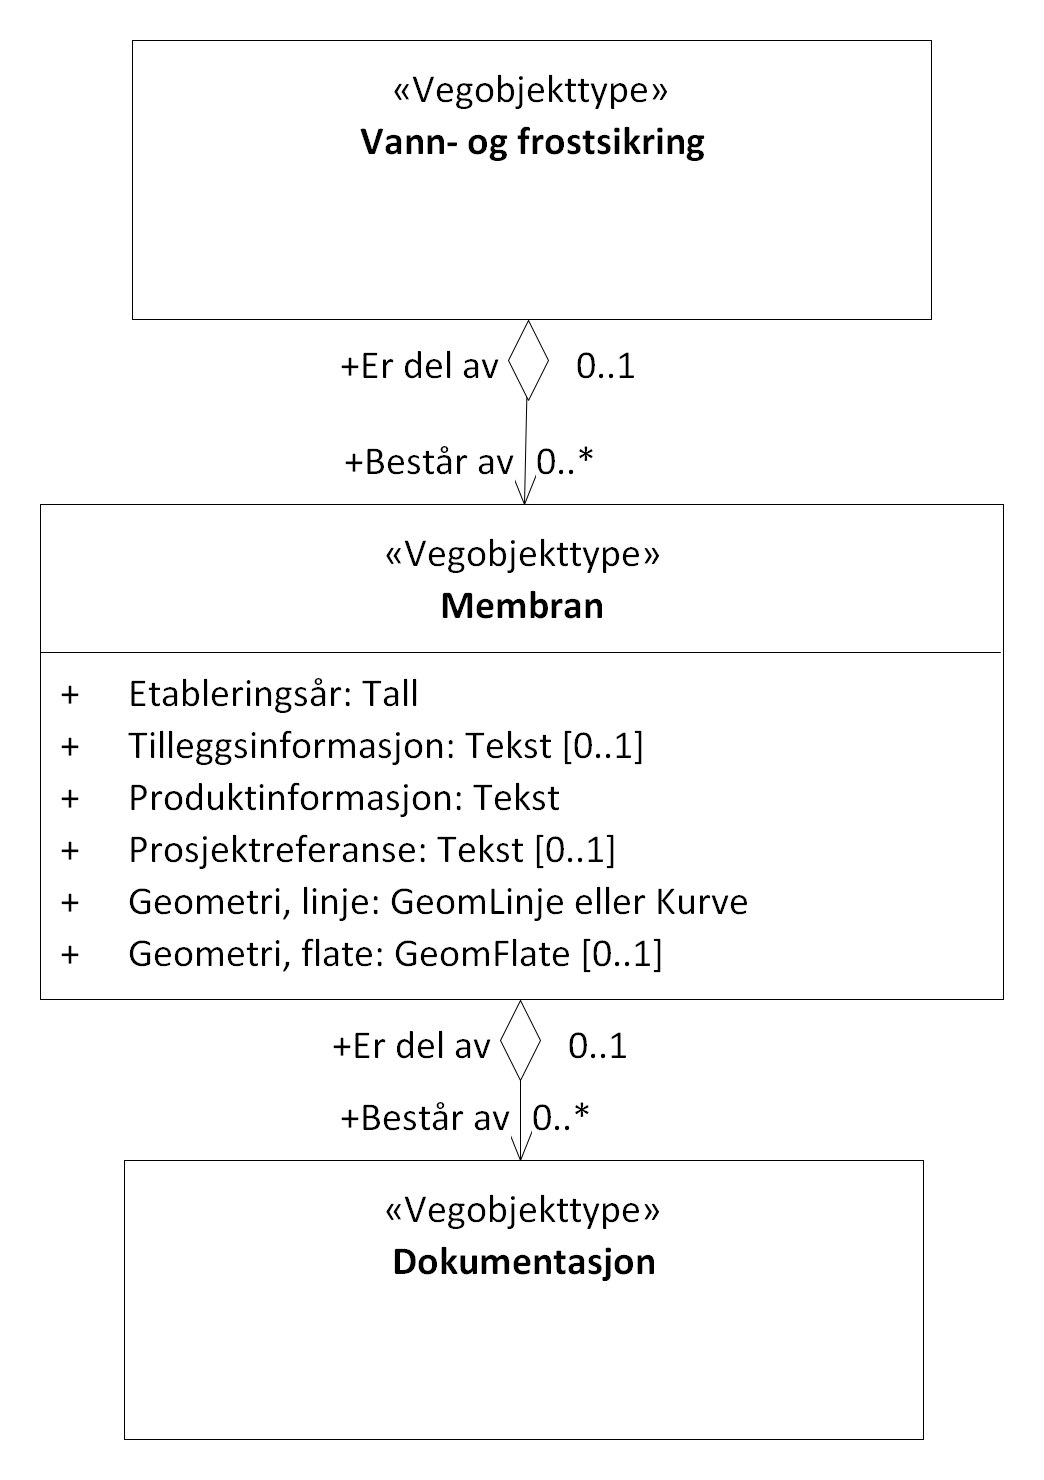 «Vegobjekttype»
Vann- og frostsikring
+Er del av 0..1
+Består av 0..*
«Vegobjekttype»
Membran
+ Etableringsår: Tall
+ Tilleggsinformasjon: Tekst [0..1]
+ Produktinformasjon: Tekst
+ Prosjektreferanse: Tekst [0..1]
+ Geometri, linje: GeomLinje eller Kurve
+ Geometri, flate: GeomFlate [0..1]
+Er del av 0..1
+Består av 0..*
«Vegobjekttype»
Dokumentasjon